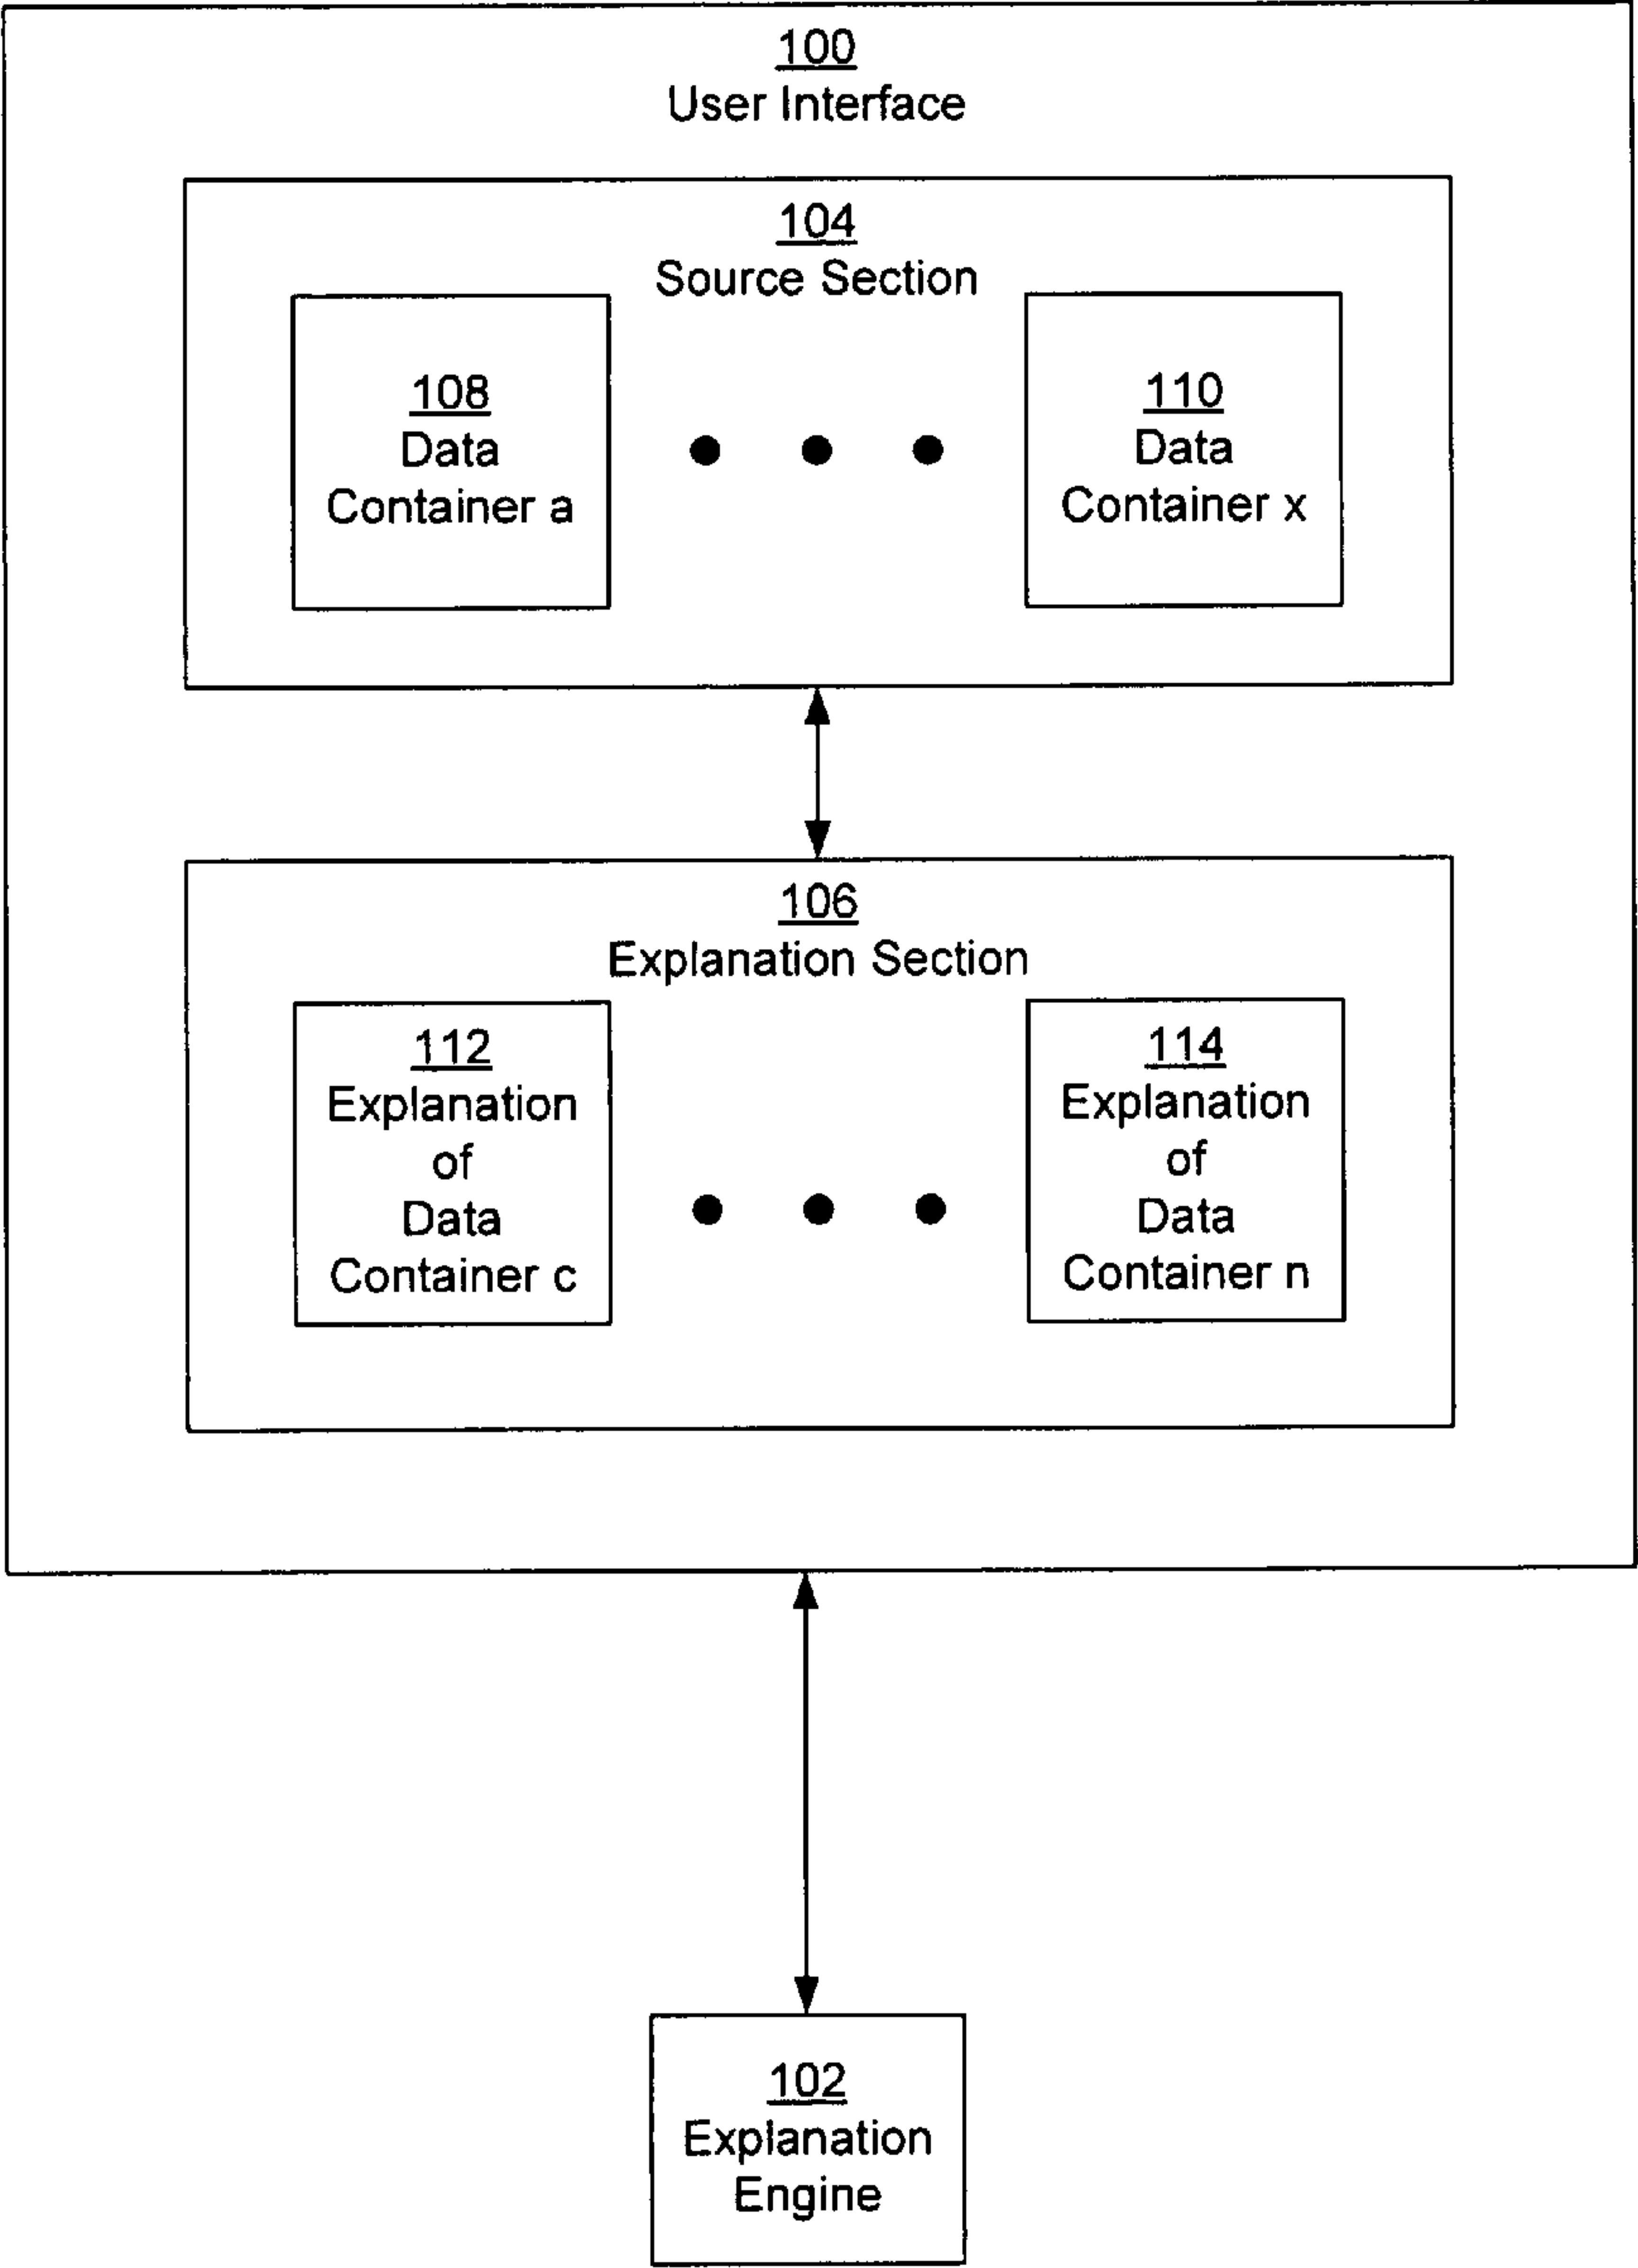 100
User Interface
104
Source Section
108
Data
Container a
110
Data
Container x
106
Explanation Section
112
Explanation
of
Data
Container c
114
Explanation
of
Data
Container n
102
Explanation
Engine